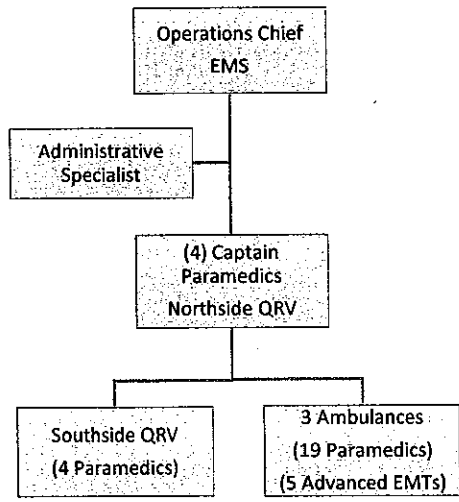 Operations Chief
EMS
Administrative
Specialist
(4) Captain
Paramedics
Northside QRV
Southside QRV
(4 Paramedics)
3 Ambulances
(19 Paramedics)
(5 Advanced EMTs)